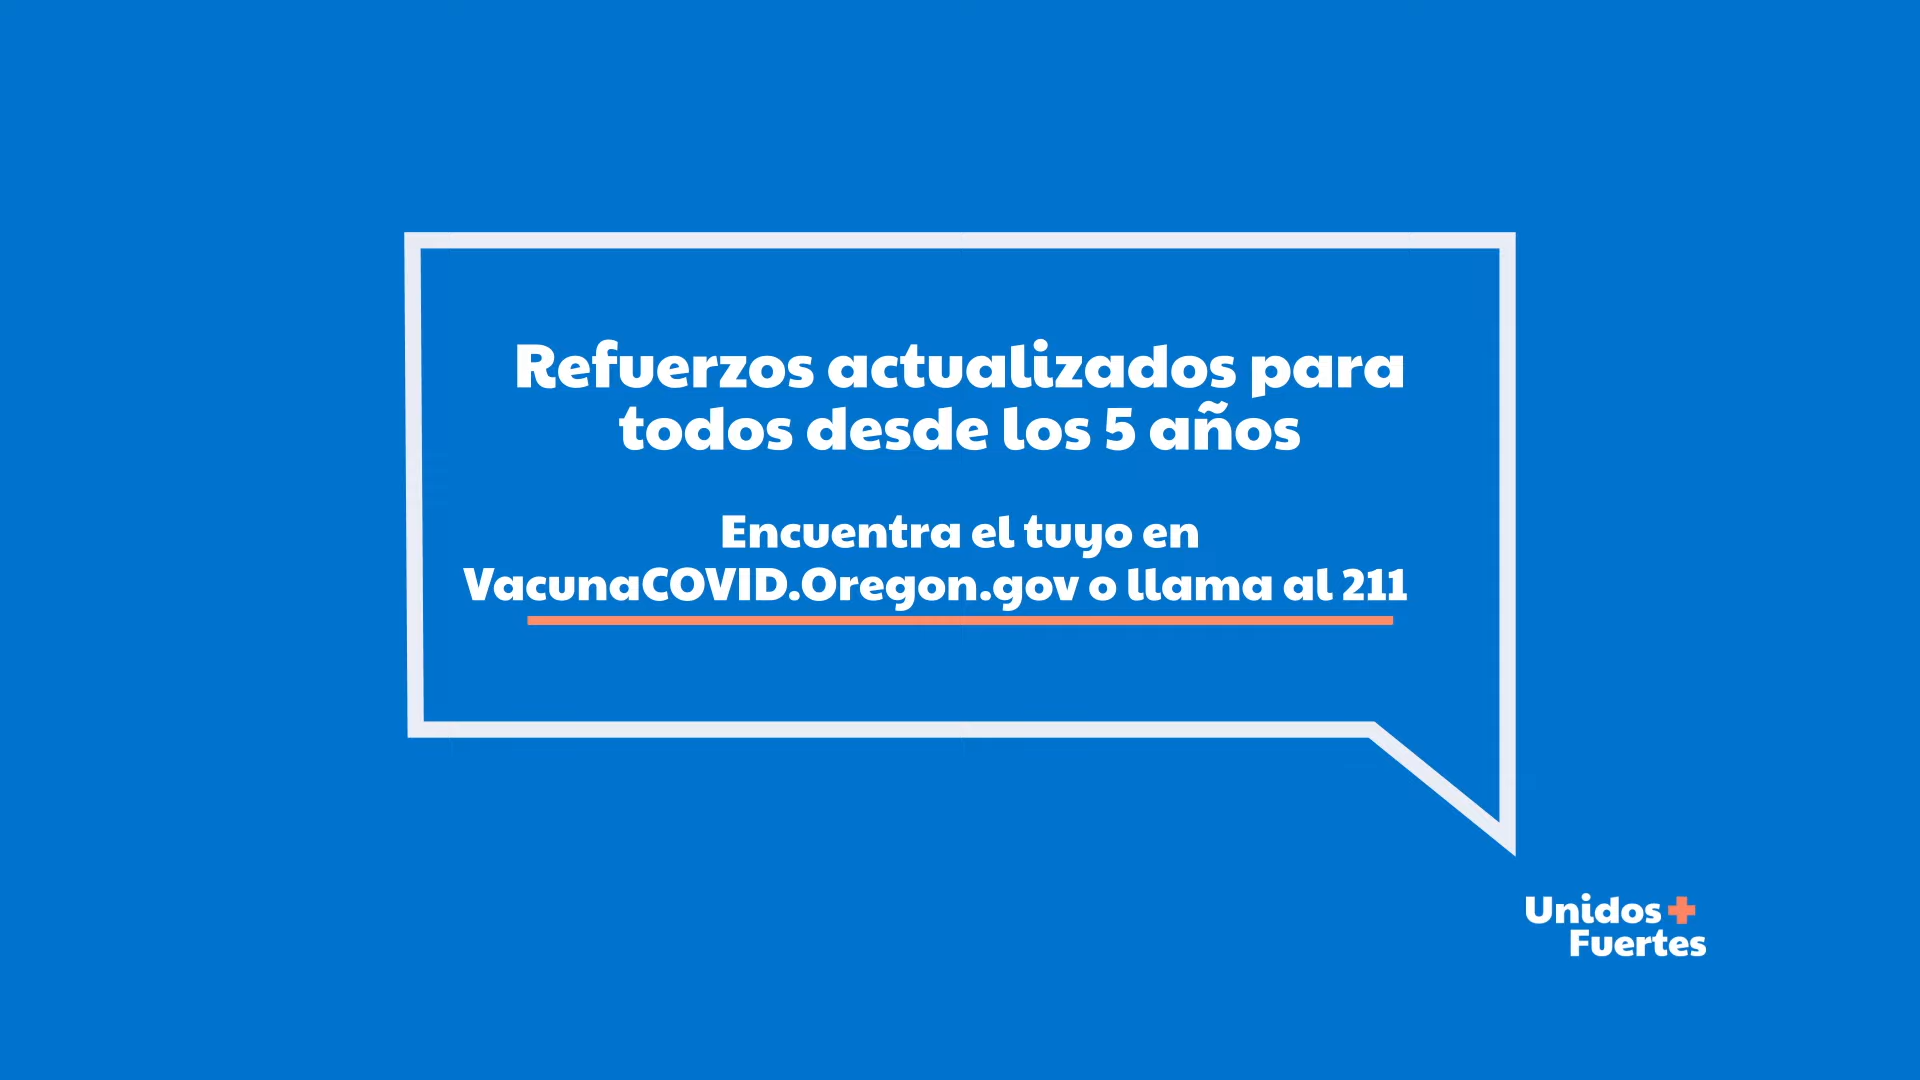 Refuerzos actualizados para
todos desde los 5 años
Encuentra el tuyo en
VacunaCOVID.Oregon.gov o llama al 211
Unidos
Fuertes